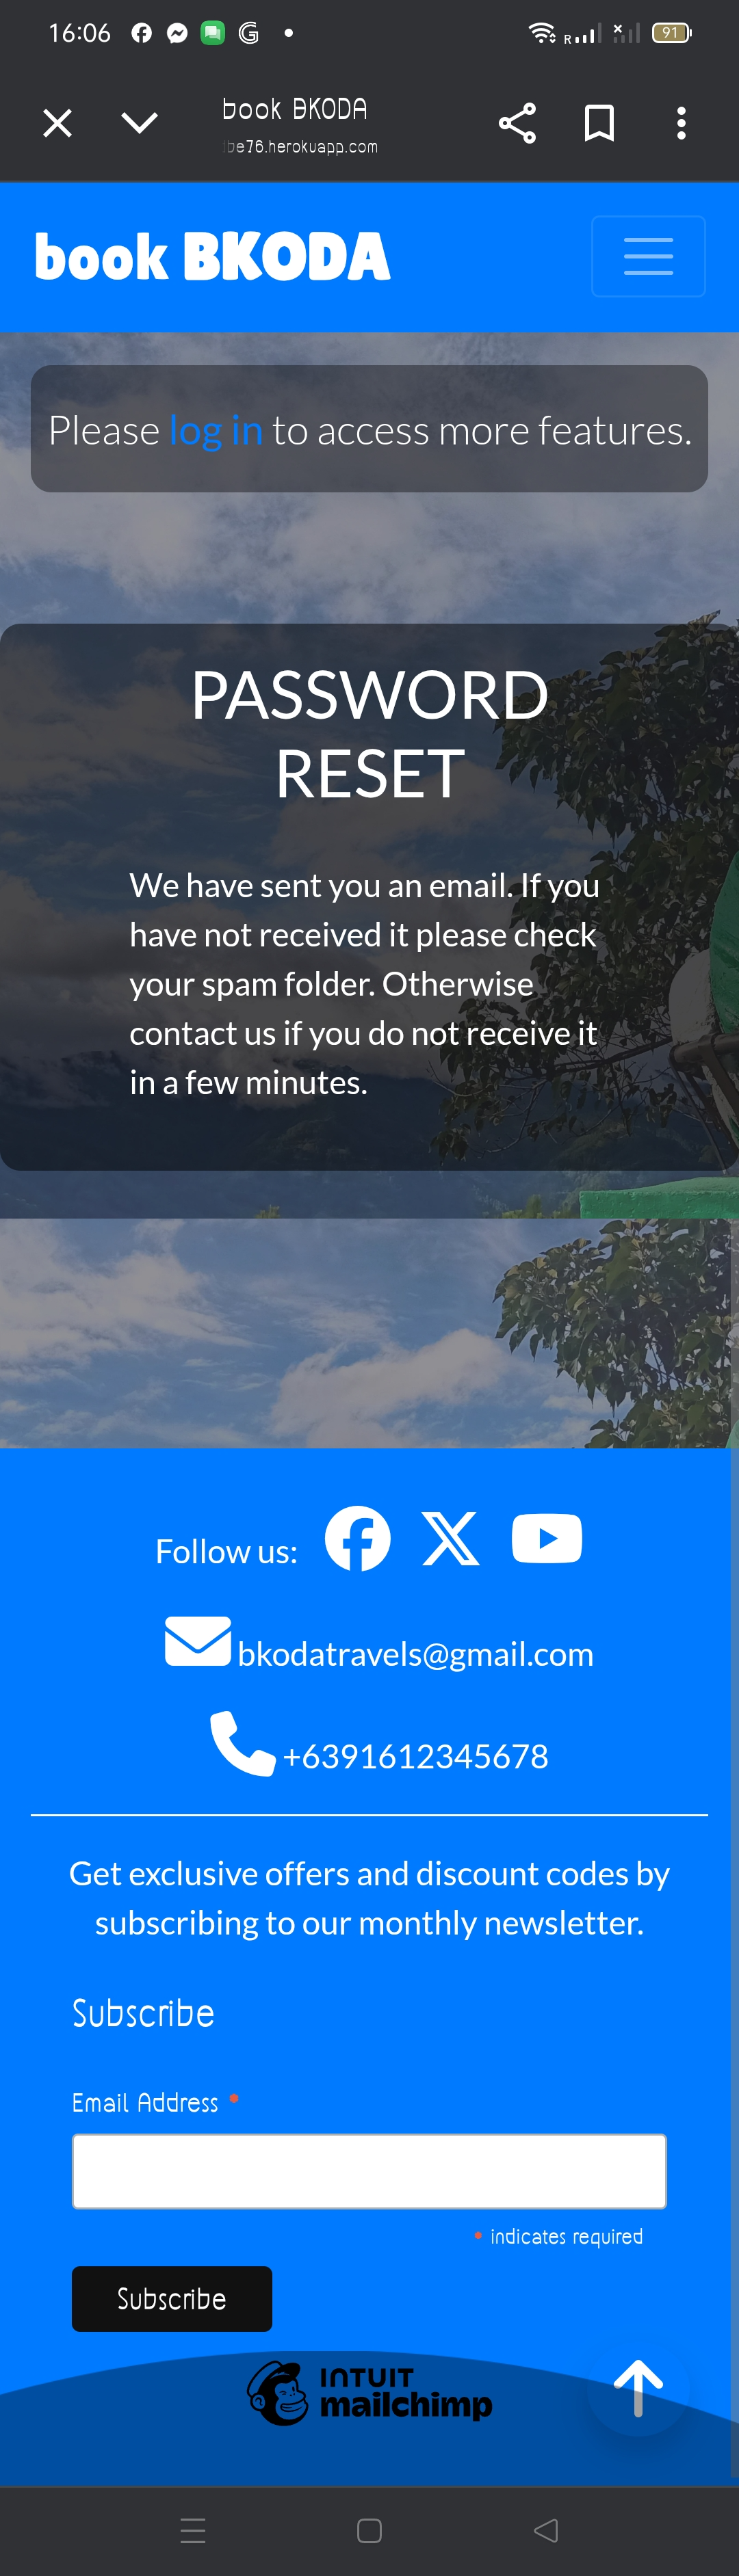 16:06
R
91
book BKODA
be76.herokuapp.com
book BKODA
Please log in to access more features.
PASSWORD
RESET
We have sent you an email. If you
have not received it please check
your spam folder. Otherwise
contact us if you do not receive it
in a few minutes.
Follow us:
bkodatravels@gmail.com
+6391612345678
Get exclusive offers and discount codes by
subscribing to our monthly newsletter.
Subscribe
Email Address *
* indicates required
Subscribe
INTUIT
mailchimp